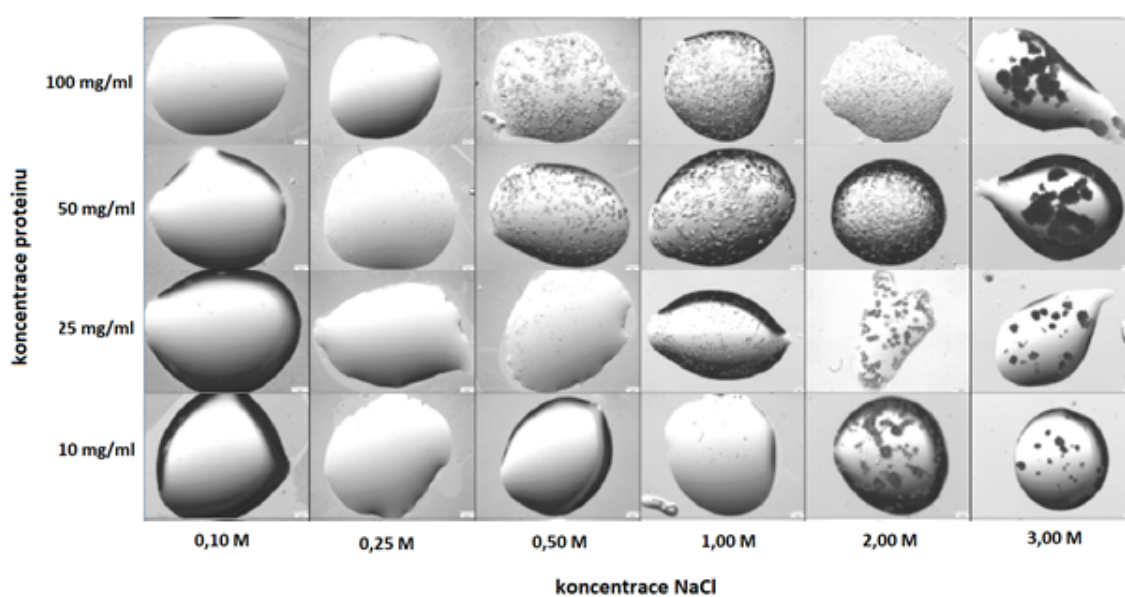 koncentrace proteinu
100 mg/ml
50 mg/ml
25 mg/ml
10 mg/ml
0,10 M
0,25 M
0,50 M
1,00 M
2,00 M
3,00 M
koncentrace NaCl